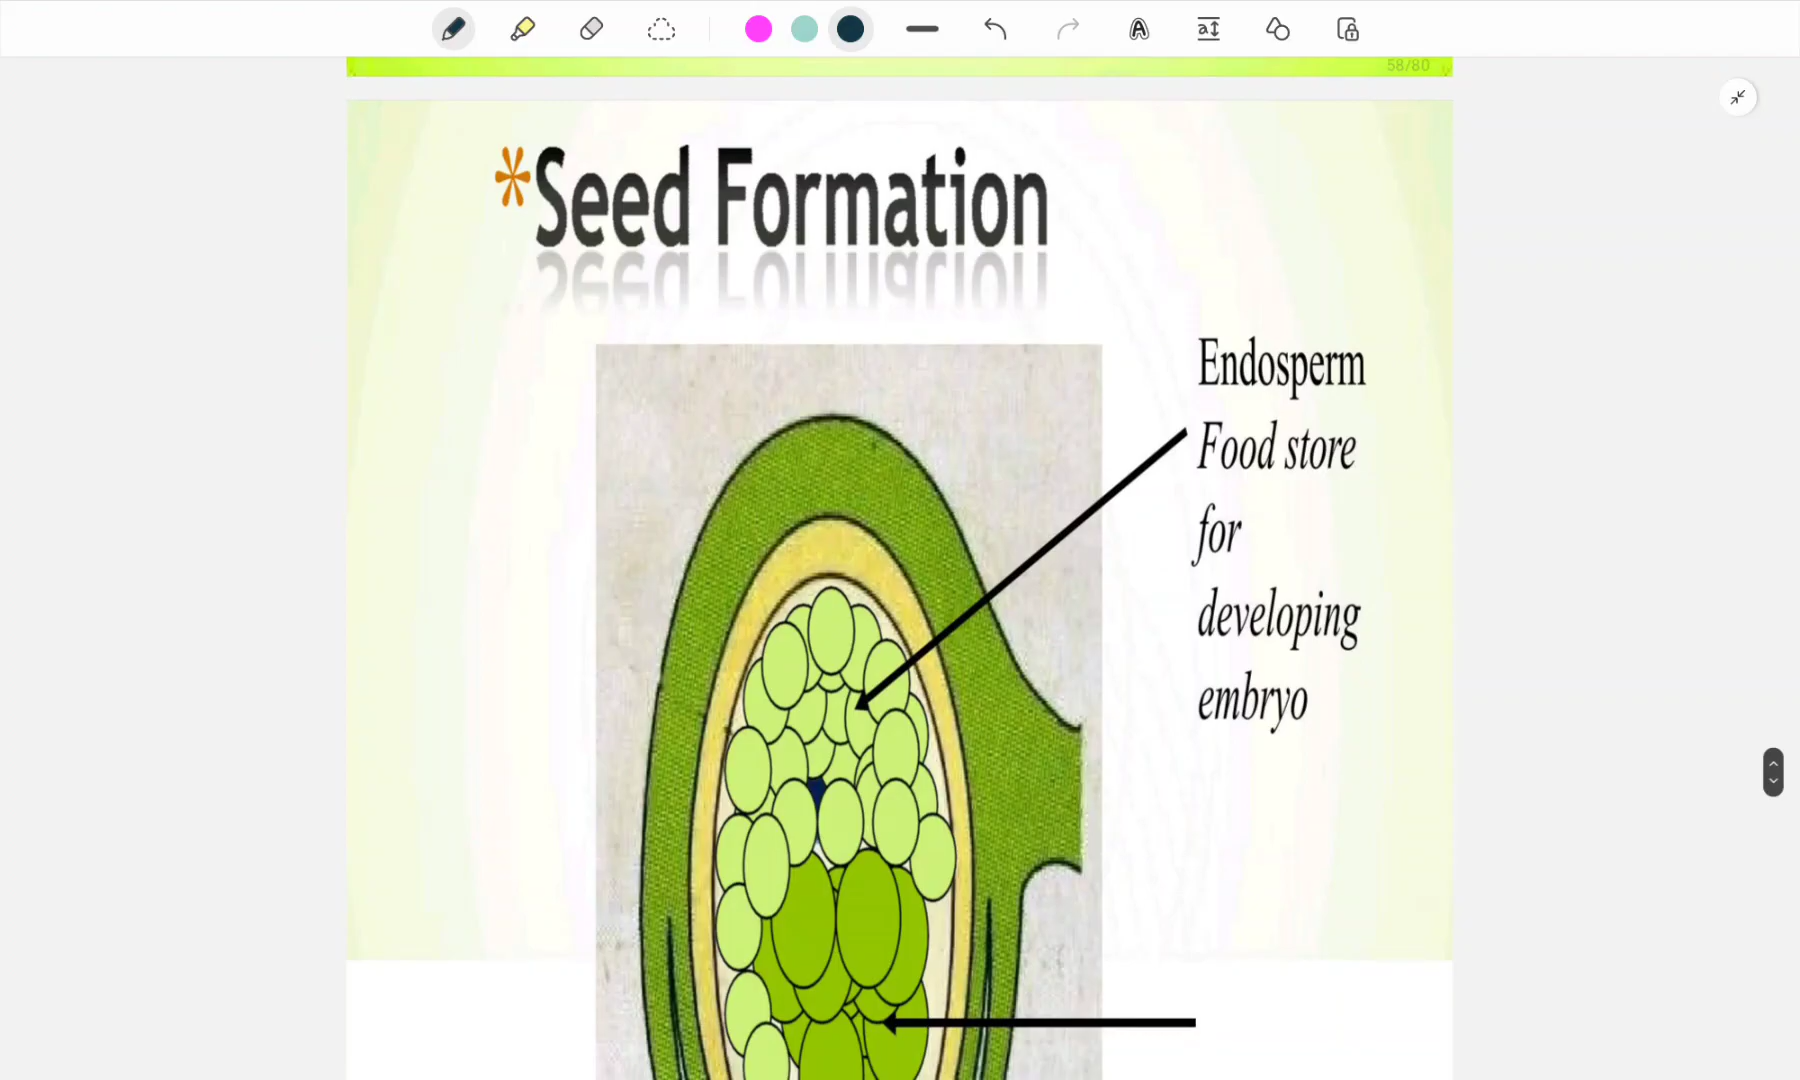 58/80
*Seed Formation
Endosperm
Food store
for
developing
embryo